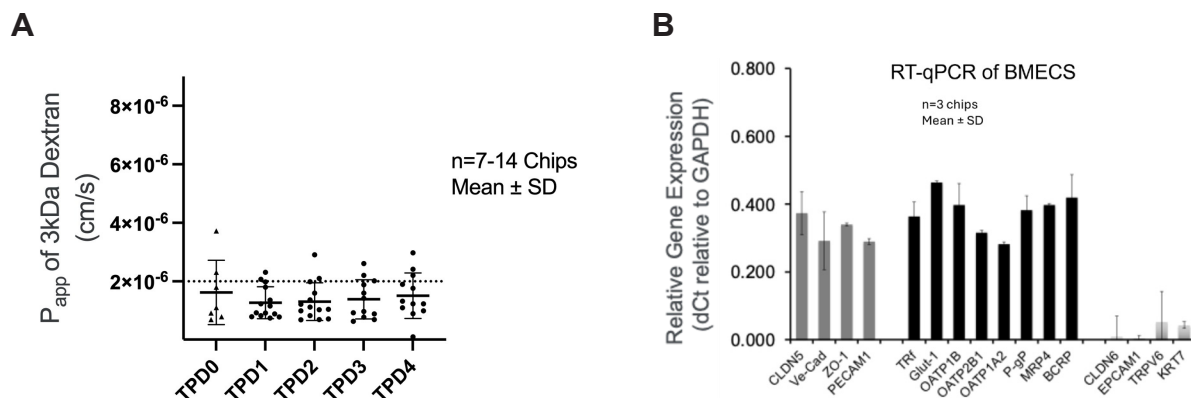 A
P_app of 3kDa Dextran
(cm/s)
8×10⁻⁶
6×10⁻⁶
4×10⁻⁶
2×10⁻⁶
n=7-14 Chips
Mean ± SD
TPD0
TPD1
TPD2
TPD3
TPD4
B
RT-qPCR of BMECS
n=3 chips
Mean ± SD
Relative Gene Expression
(dCt relative to GAPDH)
0.800
0.600
0.400
0.200
0.000
CLDN5
Ve-Cad
ZO-1
PECAM1
TRf
Glut-1
OATP1B
OATP2B1
OATP1A2
P-gP
MRP4
BCRP
CLDN6
EPCAM1
TRPV6
KRT7